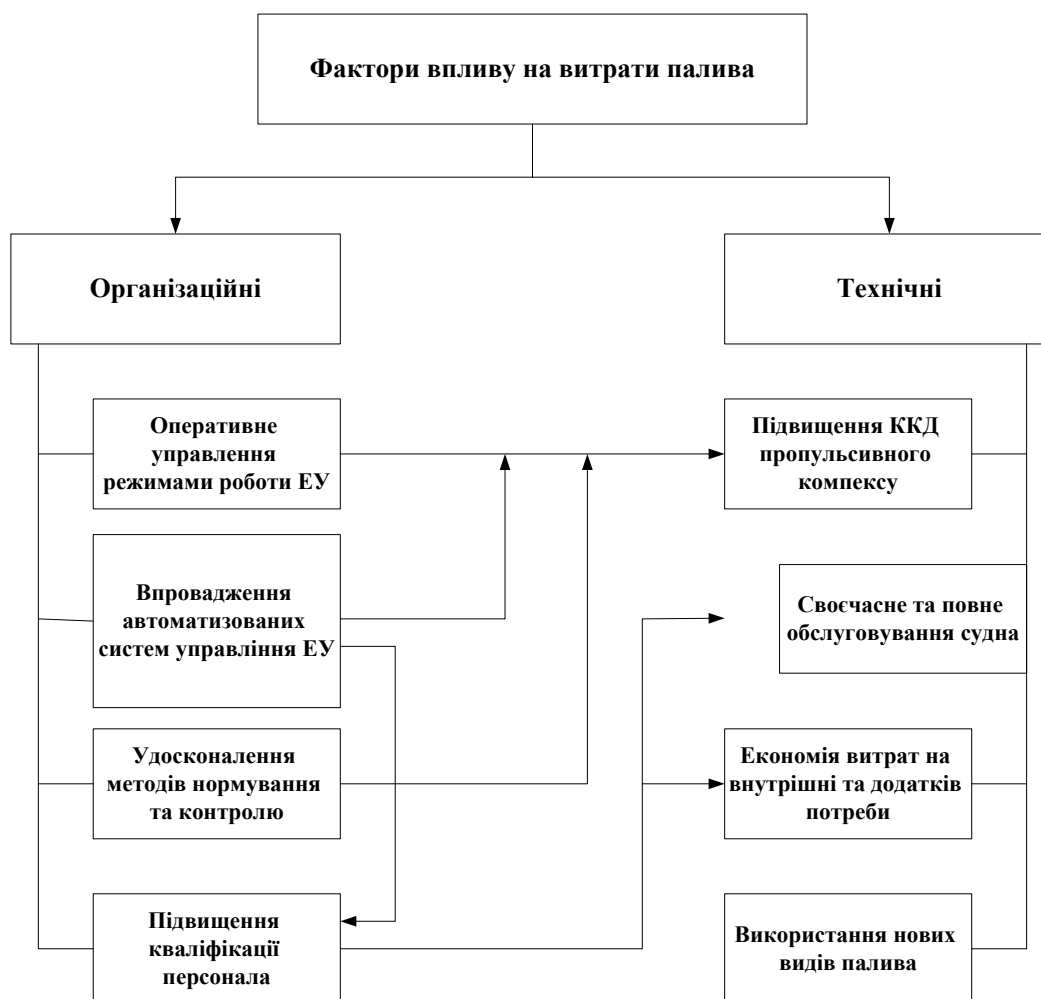 Фактори впливу на витрати палива
Організаційні
Технічні
Оперативне
управління
режимами роботи ЕУ
Підвищення ККД
пропульсивного
компексу
Впровадження
автоматизованих
систем управління ЕУ
Своєчасне та повне
обслуговування судна
Удосконалення
методів нормування
та контролю
Економія витрат на
внутрішні та додатків
потреби
Підвищення
кваліфікації
персонала
Використання нових
видів палива